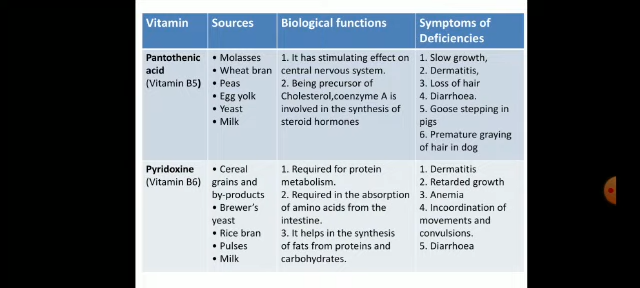 Vitamin
Sources
Biological functions
Symptoms of
Deficiencies
Pantothenic
acid
(Vitamin B5)
• Molasses
• Wheat bran
• Peas
• Egg yolk
• Yeast
• Milk
1. It has stimulating effect on
central nervous system.
2. Being precursor of
Cholesterol,coenzyme A is
involved in the synthesis of
steroid hormones
1. Slow growth,
2. Dermatitis,
3. Loss of hair
4. Diarrhoea.
5. Goose stepping in
pigs
6. Premature graying
of hair in dog
Pyridoxine
(Vitamin B6)
• Cereal
grains and
by-products
• Brewer's
yeast
• Rice bran
• Pulses
• Milk
1. Required for protein
metabolism.
2. Required in the absorption
of amino acids from the
intestine.
3. It helps in the synthesis
of fats from proteins and
carbohydrates.
1. Dermatitis
2. Retarded growth
3. Anemia
4. Incoordination of
movements and
convulsions.
5. Diarrhoea